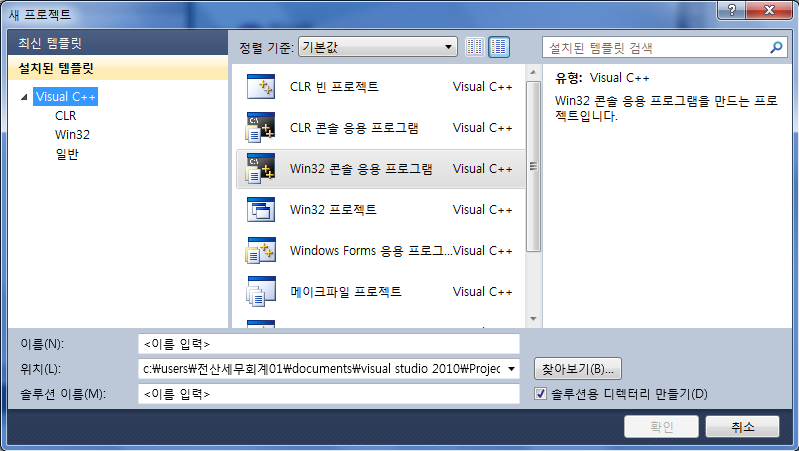 새 프로젝트
최신 템플릿
설치된 템플릿
Visual C++
CLR
Win32
일반
정렬 기준: 기본값
CLR 빈 프로젝트 Visual C++
CLR 콘솔 응용 프로그램 Visual C++
Win32 콘솔 응용 프로그램 Visual C++
Win32 프로젝트 Visual C++
Windows Forms 응용 프로그...Visual C++
메이크파일 프로젝트 Visual C++
설치된 템플릿 검색
유형: Visual C++
Win32 콘솔 응용 프로그램을 만드는 프로
젝트입니다.
이름(N): <이름 입력>
위치(L): c:₩users₩전산세무회계01₩documents₩visual studio 2010₩Projec 찾아보기(B)...
솔루션 이름(M): <이름 입력> 솔루션용 디렉터리 만들기(D)
확인 취소